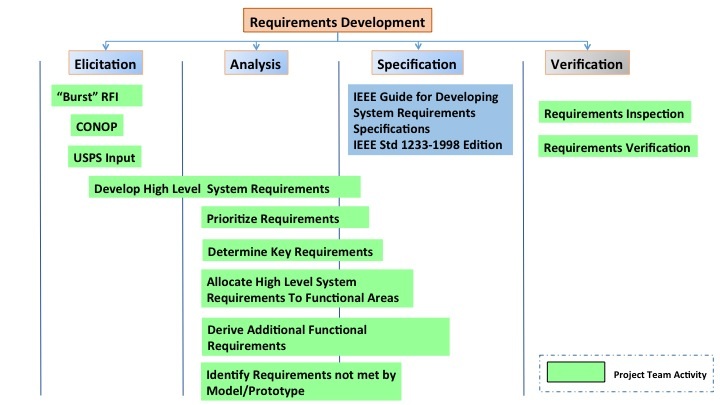 Requirements Development
Elicitation
Analysis
Specification
Verification
“Burst” RFI
CONOP
USPS Input
IEEE Guide for Developing
System Requirements
Specifications
IEEE Std 1233-1998 Edition
Requirements Inspection
Requirements Verification
Develop High Level System Requirements
Prioritize Requirements
Determine Key Requirements
Allocate High Level System
Requirements To Functional Areas
Derive Additional Functional
Requirements
Identify Requirements not met by
Model/Prototype
Project Team Activity